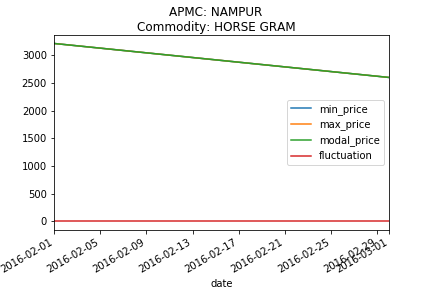 APMC: NAMPUR
Commodity: HORSE GRAM
3000
2500
2000
1500
1000
500
0
min_price
max_price
modal_price
fluctuation
2016-02-01
2016-02-05
2016-02-09
2016-02-13
2016-02-17
2016-02-21
2016-02-25
2016-02-29
2016-03-01
date